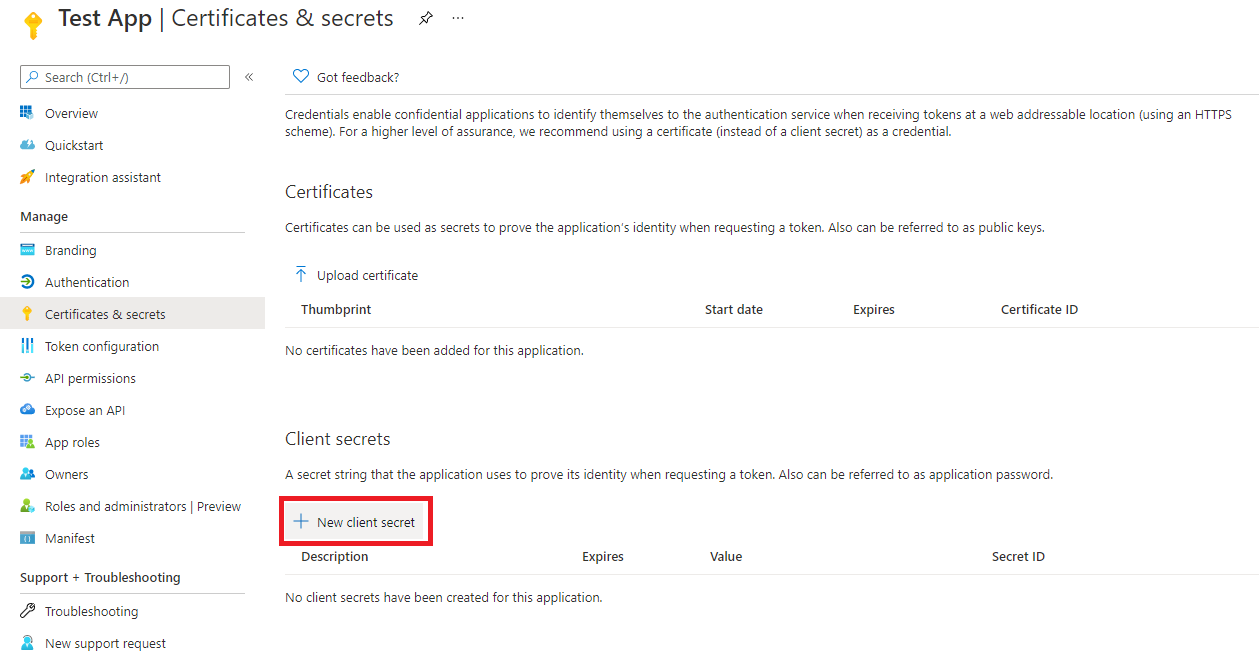 Test App | Certificates & secrets
Search (Ctrl+/)
Overview
Quickstart
Integration assistant
Manage
Branding
Authentication
Certificates & secrets
Token configuration
API permissions
Expose an API
App roles
Owners
Roles and administrators | Preview
Manifest
Support + Troubleshooting
Troubleshooting
New support request
Got feedback?
Credentials enable confidential applications to identify themselves to the authentication service when receiving tokens at a web addressable location (using an HTTPS
scheme). For a higher level of assurance, we recommend using a certificate (instead of a client secret) as a credential.
Certificates
Certificates can be used as secrets to prove the application's identity when requesting a token. Also can be referred to as public keys.
Upload certificate
Thumbprint Start date Expires Certificate ID
No certificates have been added for this application.
Client secrets
A secret string that the application uses to prove its identity when requesting a token. Also can be referred to as application password.
New client secret
Description Expires Value Secret ID
No client secrets have been created for this application.